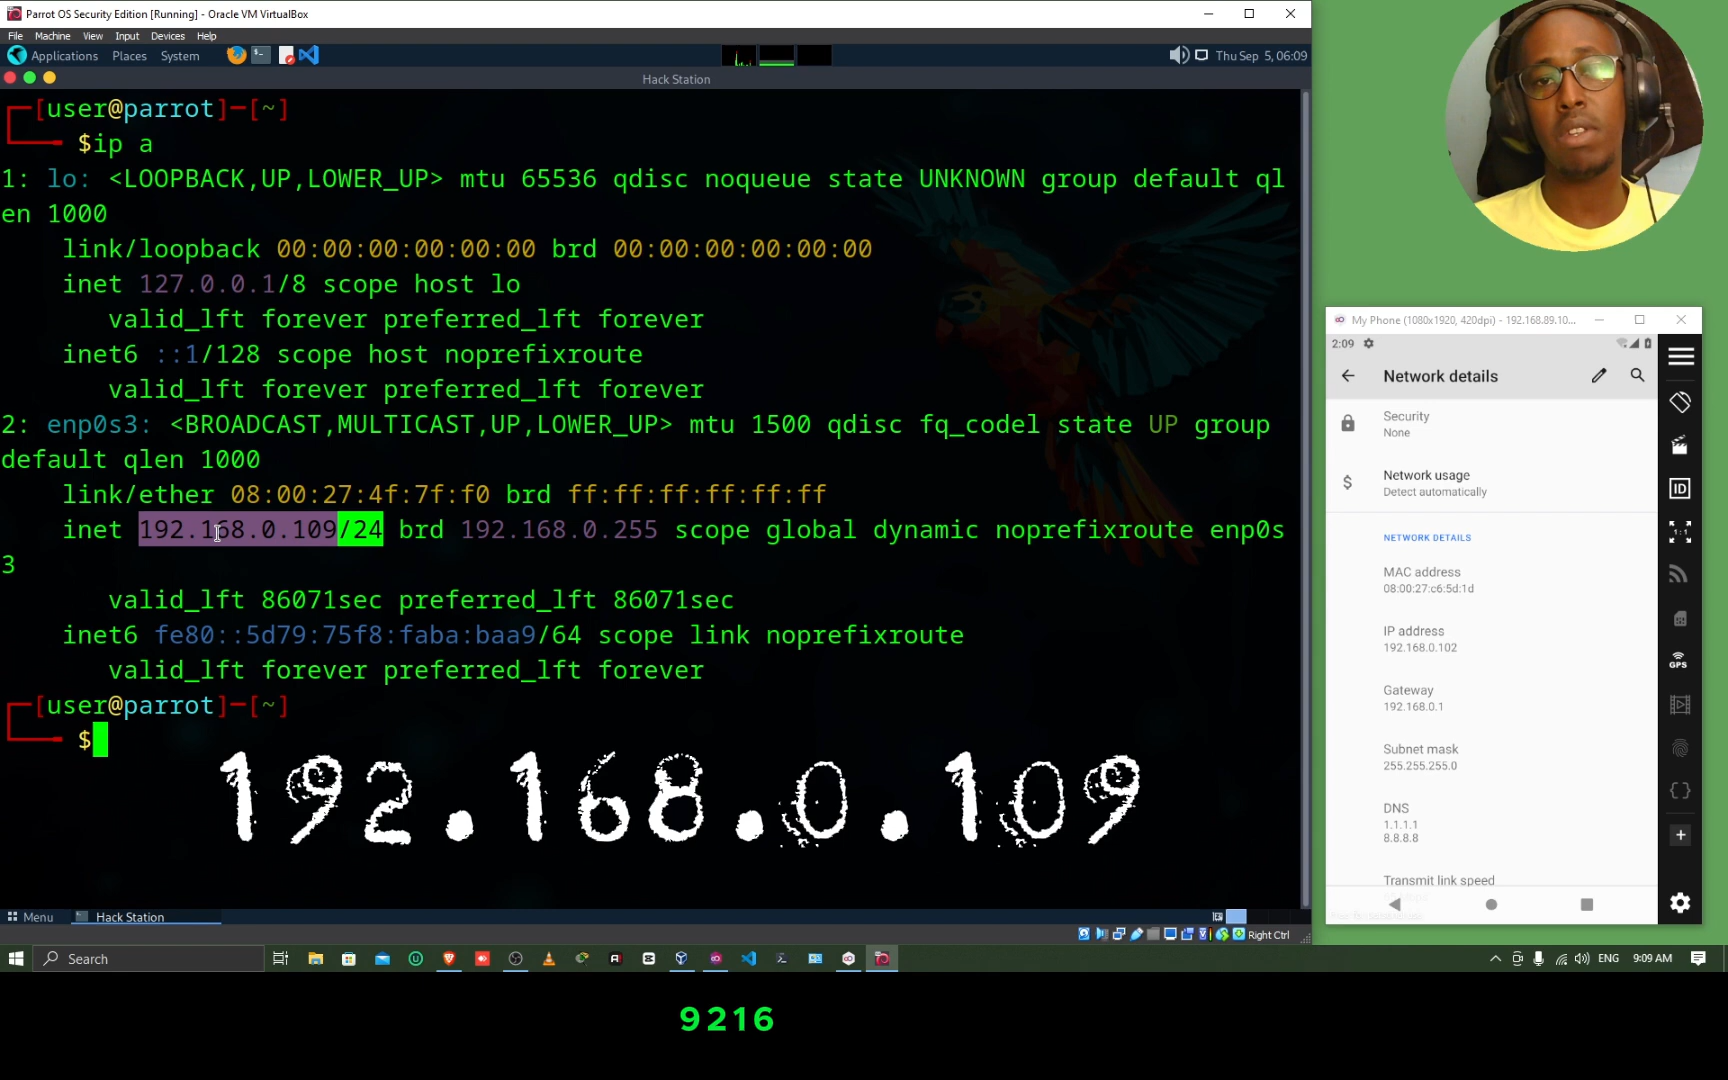 Parrot OS Security Edition [Running] - Oracle VM VirtualBox
File Machine View Input Devices Help
Applications Places System
Thu Sep 5, 06:09
Hack Station
[user@parrot]-[~]
$ip a
1: lo: <LOOPBACK,UP,LOWER_UP> mtu 65536 qdisc noqueue state UNKNOWN group default ql
en 1000
link/loopback 00:00:00:00:00:00 brd 00:00:00:00:00:00
inet 127.0.0.1/8 scope host lo
valid_lft forever preferred_lft forever
inet6 ::1/128 scope host noprefixroute
valid_lft forever preferred_lft forever
2: enp0s3: <BROADCAST,MULTICAST,UP,LOWER_UP> mtu 1500 qdisc fq_codel state UP group
default qlen 1000
link/ether 08:00:27:4f:7f:f0 brd ff:ff:ff:ff:ff:ff
inet 192.168.0.109/24 brd 192.168.0.255 scope global dynamic noprefixroute enp0s
3
valid_lft 86071sec preferred_lft 86071sec
inet6 fe80::5d79:75f8:faba:baa9/64 scope link noprefixroute
valid_lft forever preferred_lft forever
[user@parrot]-[~]
$
192.168.0.109
Menu Hack Station
Right Ctrl
My Phone (1080x1920, 420dpi) - 192.168.89.10...
2:09
Network details
Security
None
Network usage
Detect automatically
NETWORK DETAILS
MAC address
08:00:27:c6:5d:1d
IP address
192.168.0.102
Gateway
192.168.0.1
Subnet mask
255.255.255.0
DNS
1.1.1.1
8.8.8.8
Transmit link speed
1:1
ID
GPS
Search
ENG 9:09 AM
9216